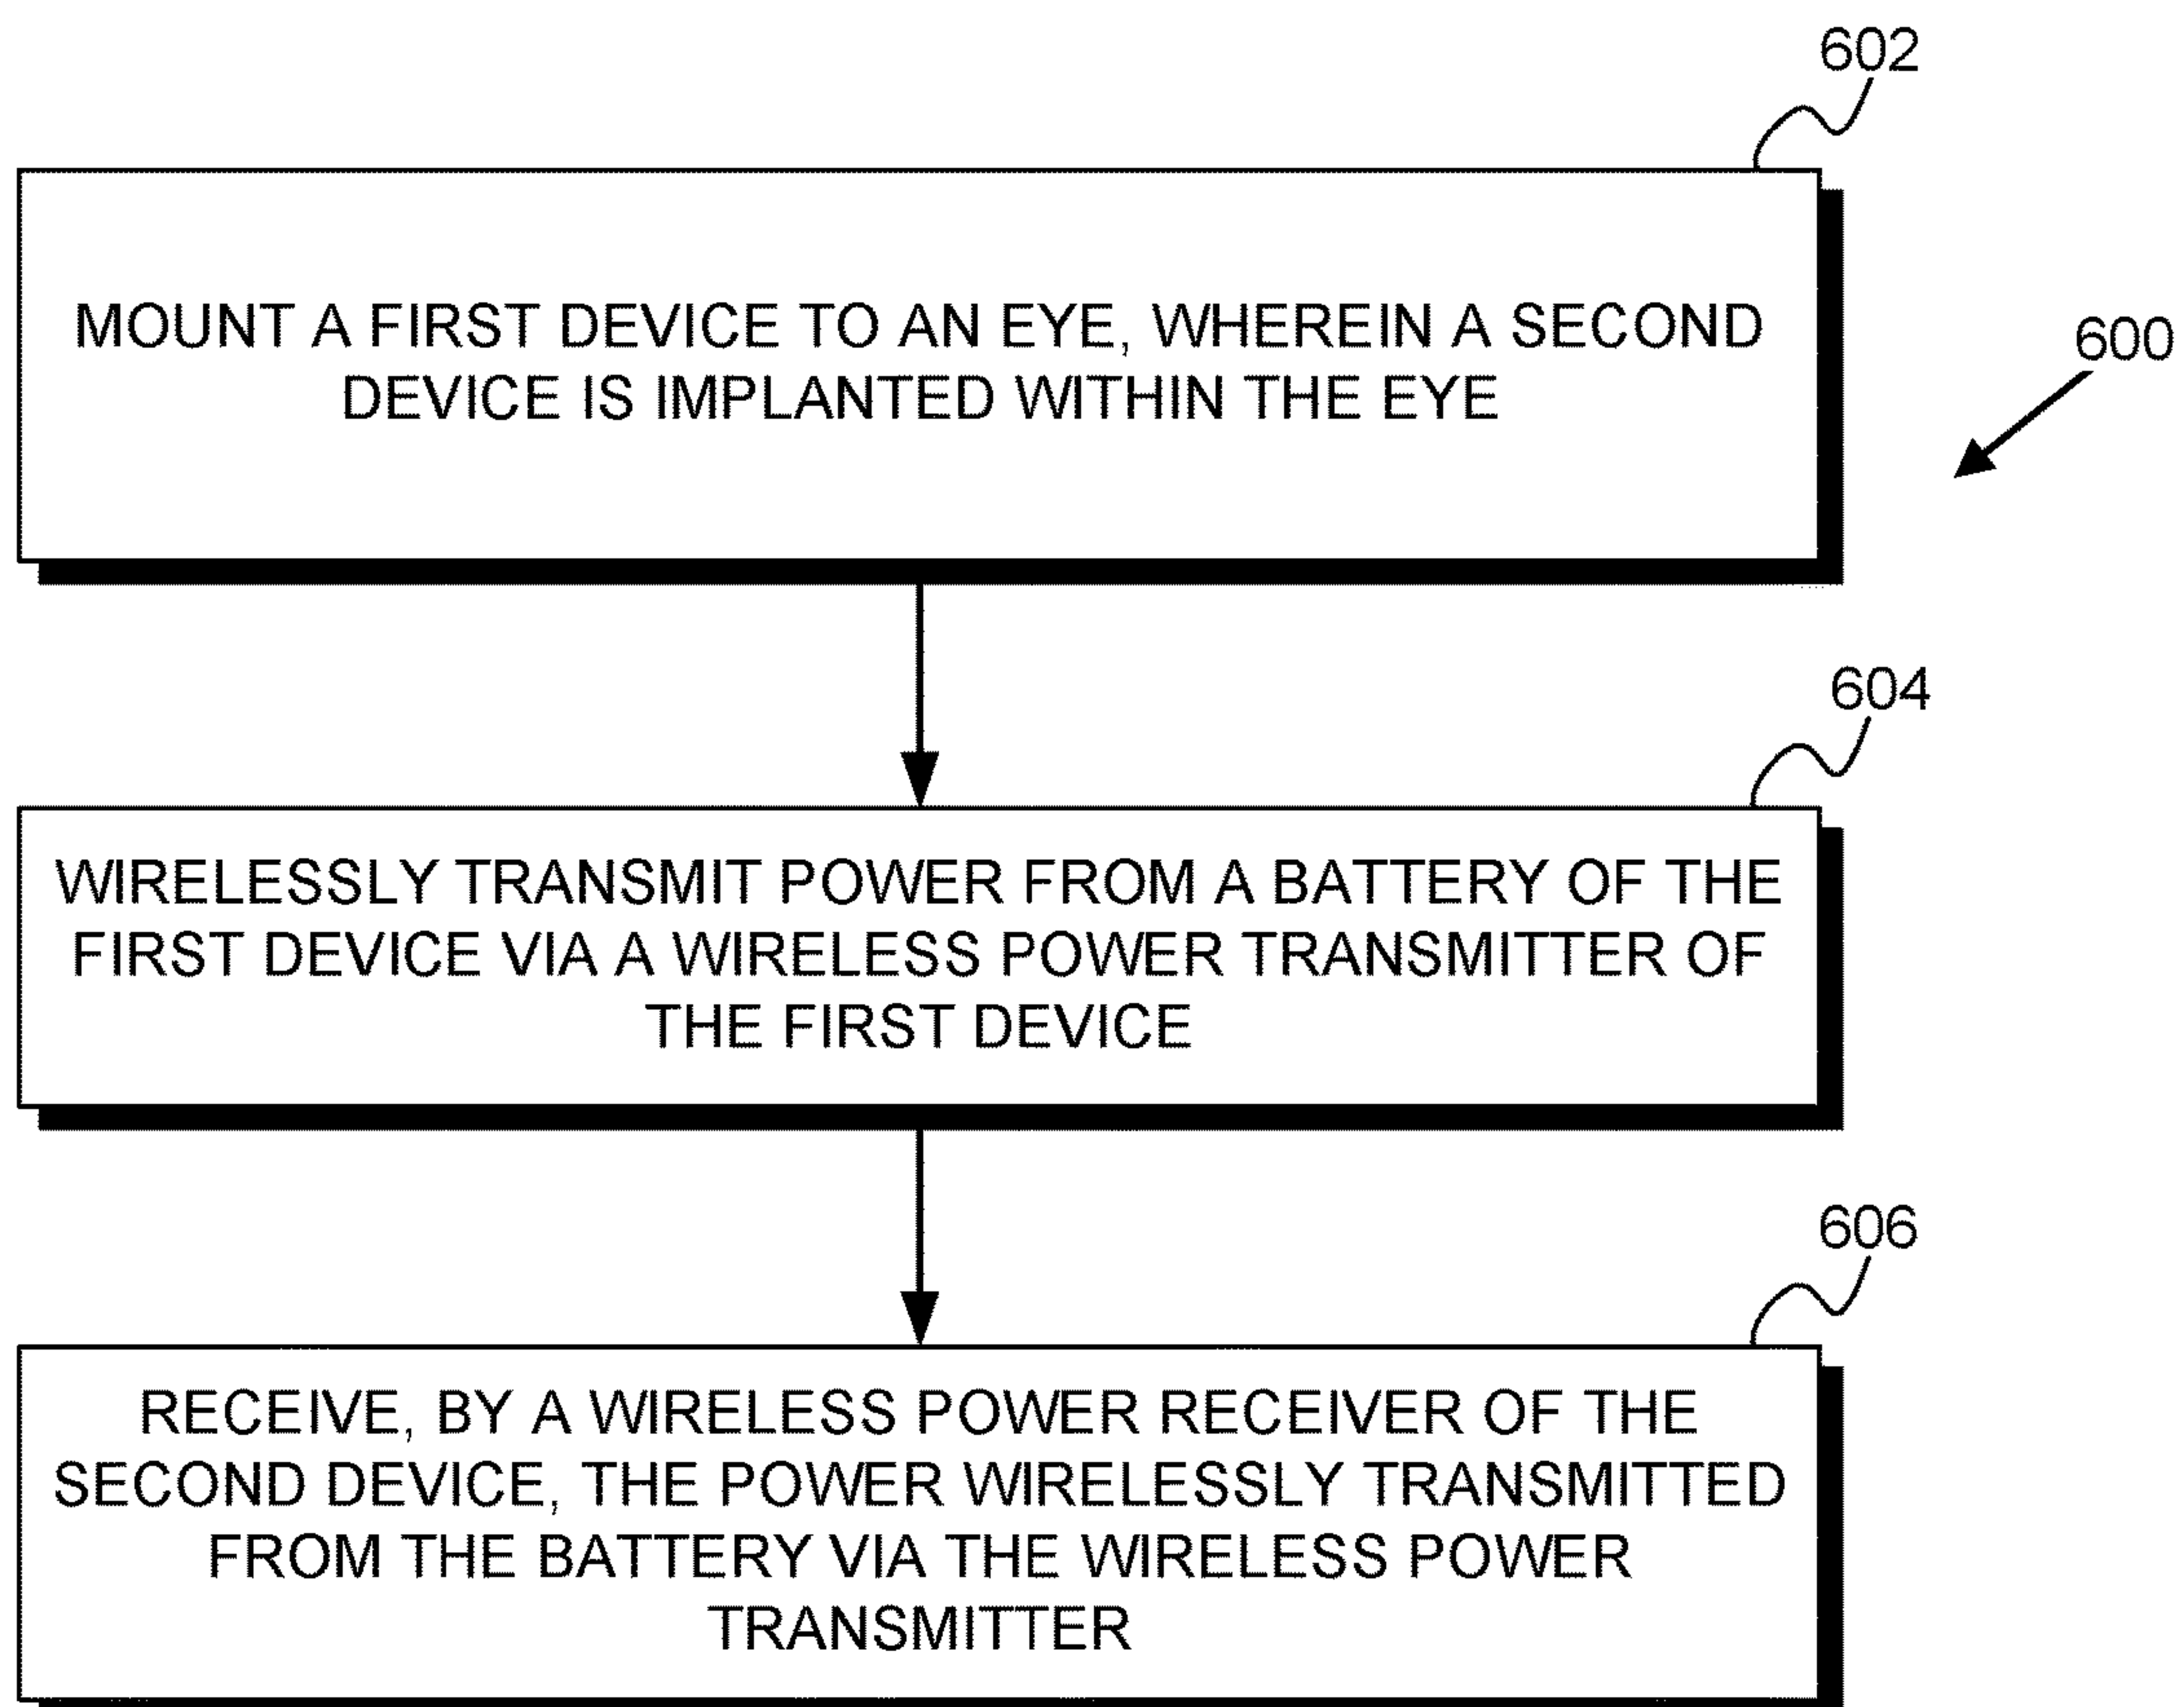 602
MOUNT A FIRST DEVICE TO AN EYE, WHEREIN A SECOND
DEVICE IS IMPLANTED WITHIN THE EYE
600
604
WIRELESSLY TRANSMIT POWER FROM A BATTERY OF THE
FIRST DEVICE VIA A WIRELESS POWER TRANSMITTER OF
THE FIRST DEVICE
606
RECEIVE, BY A WIRELESS POWER RECEIVER OF THE
SECOND DEVICE, THE POWER WIRELESSLY TRANSMITTED
FROM THE BATTERY VIA THE WIRELESS POWER
TRANSMITTER